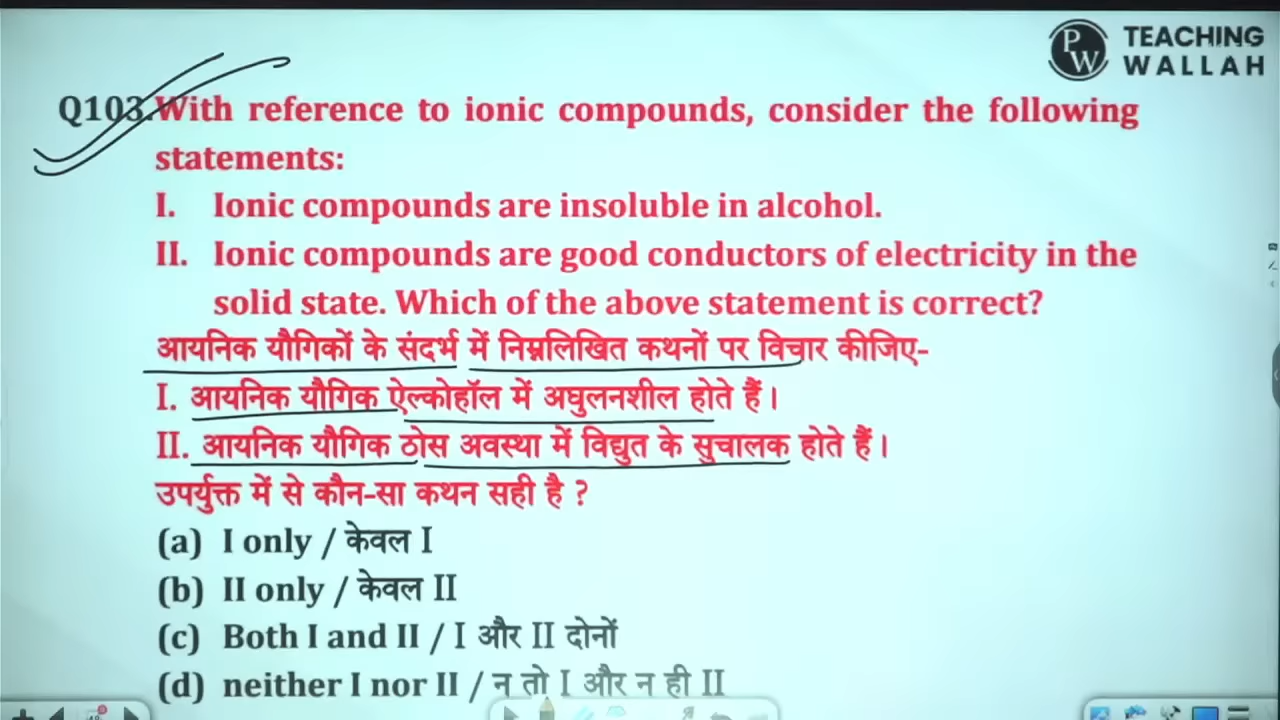 PW TEACHING
WALLAH
Q103.With reference to ionic compounds, consider the following
statements:
I. Ionic compounds are insoluble in alcohol.
II. Ionic compounds are good conductors of electricity in the
solid state. Which of the above statement is correct?
आयनिक यौगिकों के संदर्भ में निम्नलिखित कथनों पर विचार कीजिए-
I. आयनिक यौगिक ऐल्कोहॉल में अघुलनशील होते हैं।
II. आयनिक यौगिक ठोस अवस्था में विद्युत के सुचालक होते हैं।
उपर्युक्त में से कौन-सा कथन सही है ?
(a) I only / केवल I
(b) II only / केवल II
(c) Both I and II / I और II दोनों
(d) neither I nor II / न तो I और न ही II